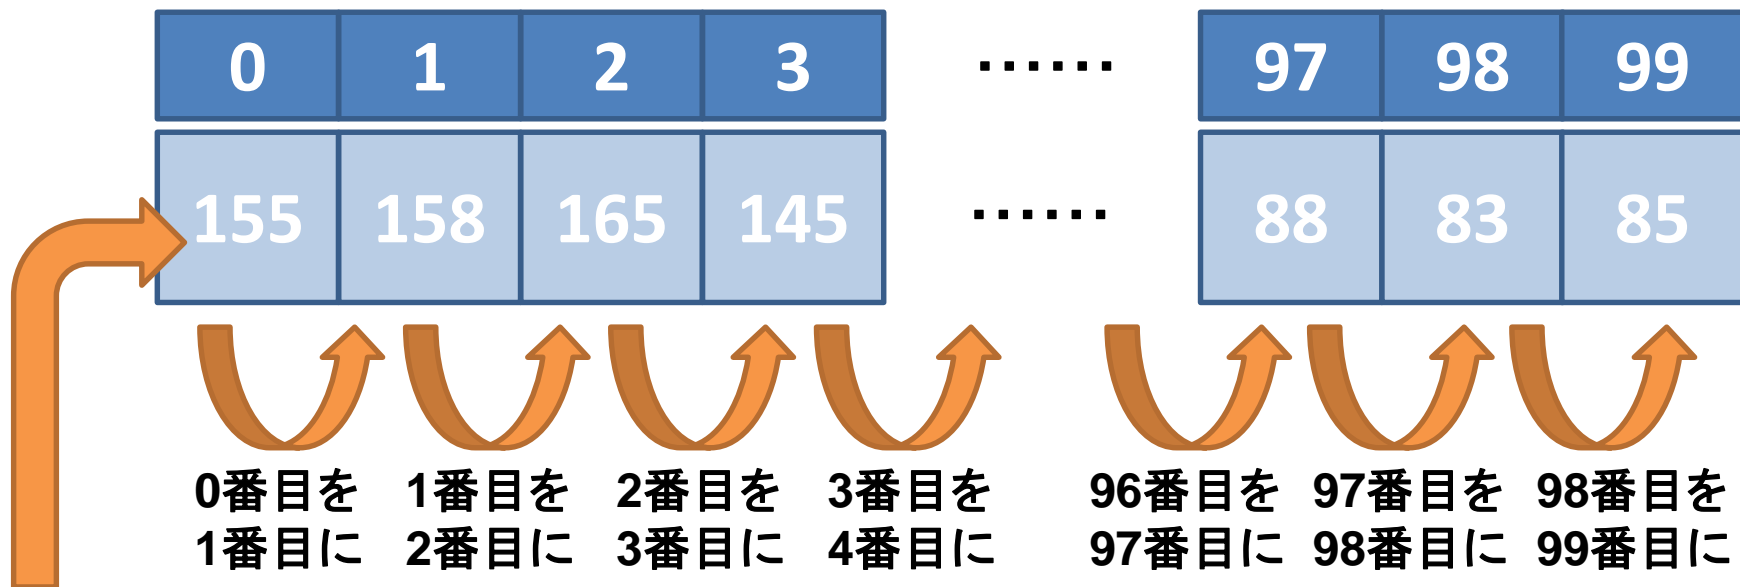 0 1 2 3 ...... 97 98 99
155 158 165 145 ...... 88 83 85
0番目を 1番目を 2番目を 3番目を 96番目を 97番目を 98番目を
1番目に 2番目に 3番目に 4番目に 97番目に 98番目に 99番目に